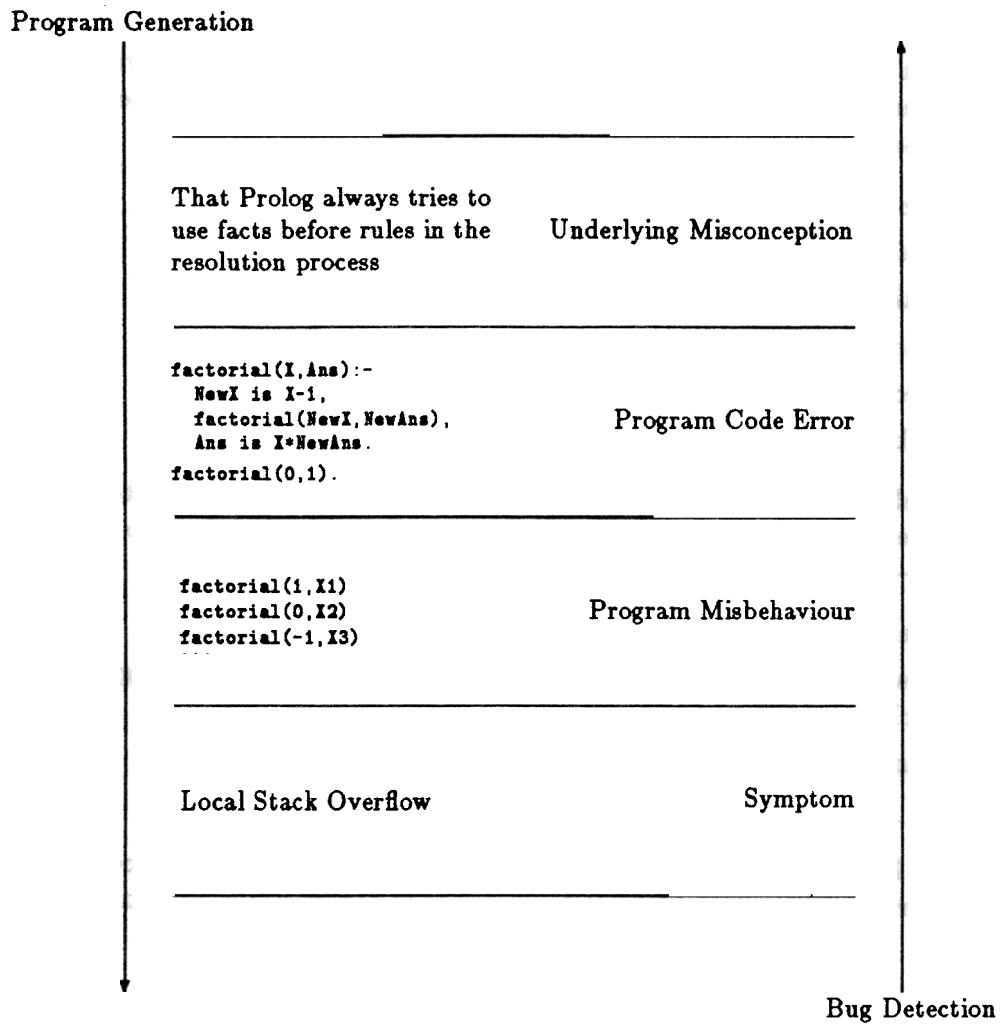 Program Generation
That Prolog always tries to
use facts before rules in the
resolution process
Underlying Misconception
factorial(X,Ans):-
NewX is X-1,
factorial(NewX,NewAns),
Ans is X*NewAns.
factorial(0,1).
Program Code Error
factorial(1,X1)
factorial(0,X2)
factorial(-1,X3)
...
Program Misbehaviour
Local Stack Overflow
Symptom
Bug Detection